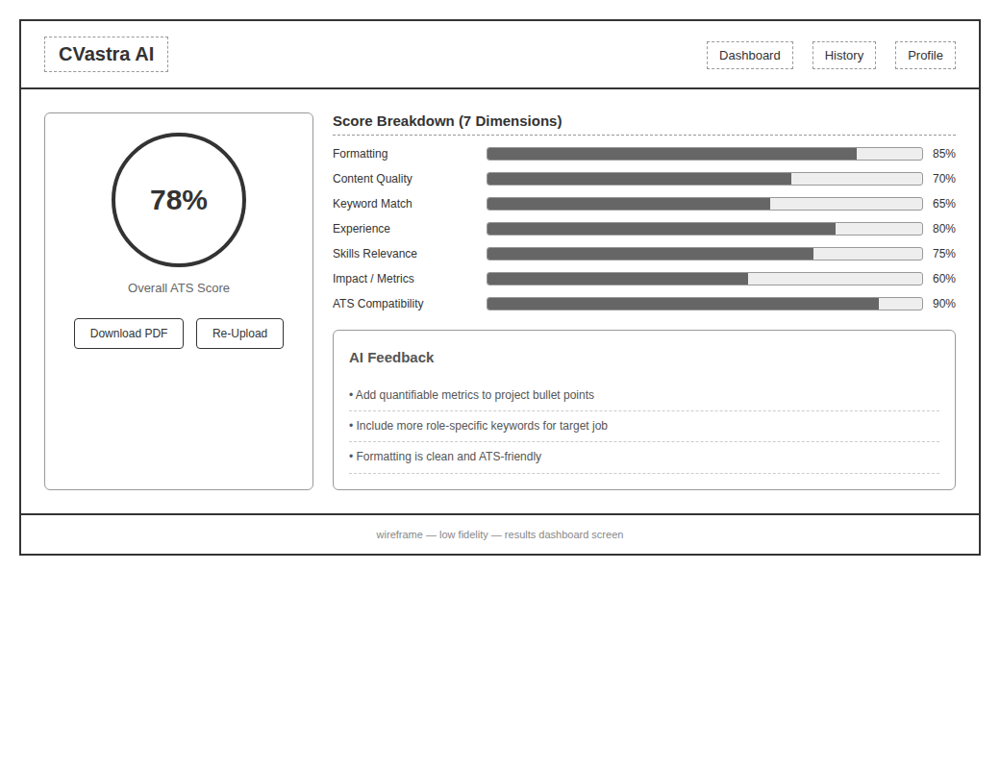 CVastra AI
Dashboard
History
Profile
78%
Overall ATS Score
Download PDF
Re-Upload
Score Breakdown (7 Dimensions)
Formatting 85%
Content Quality 70%
Keyword Match 65%
Experience 80%
Skills Relevance 75%
Impact / Metrics 60%
ATS Compatibility 90%
AI Feedback
• Add quantifiable metrics to project bullet points
• Include more role-specific keywords for target job
• Formatting is clean and ATS-friendly
wireframe — low fidelity — results dashboard screen